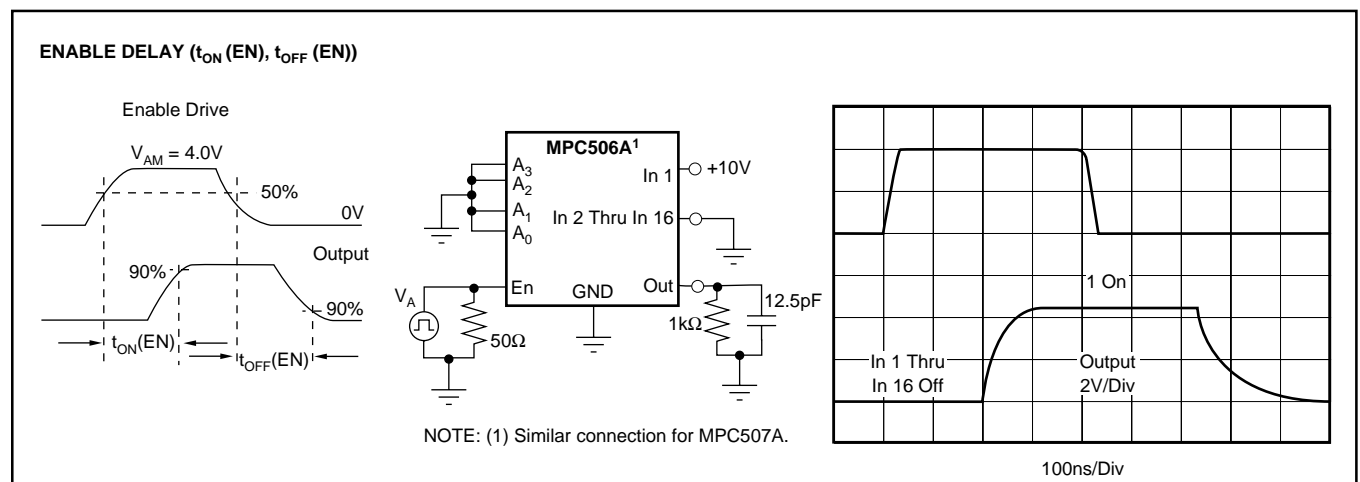 ENABLE DELAY (tON (EN), tOFF (EN))
Enable Drive
VAM = 4.0V
50%
0V
Output
90%
90%
tON(EN)
tOFF(EN)
MPC506A1
A3
A2
A1
A0
In 1
+10V
In 2 Thru In 16
En
GND
Out
VA
50Ω
1kΩ
12.5pF
NOTE: (1) Similar connection for MPC507A.
1 On
In 1 Thru
In 16 Off
Output
2V/Div
100ns/Div